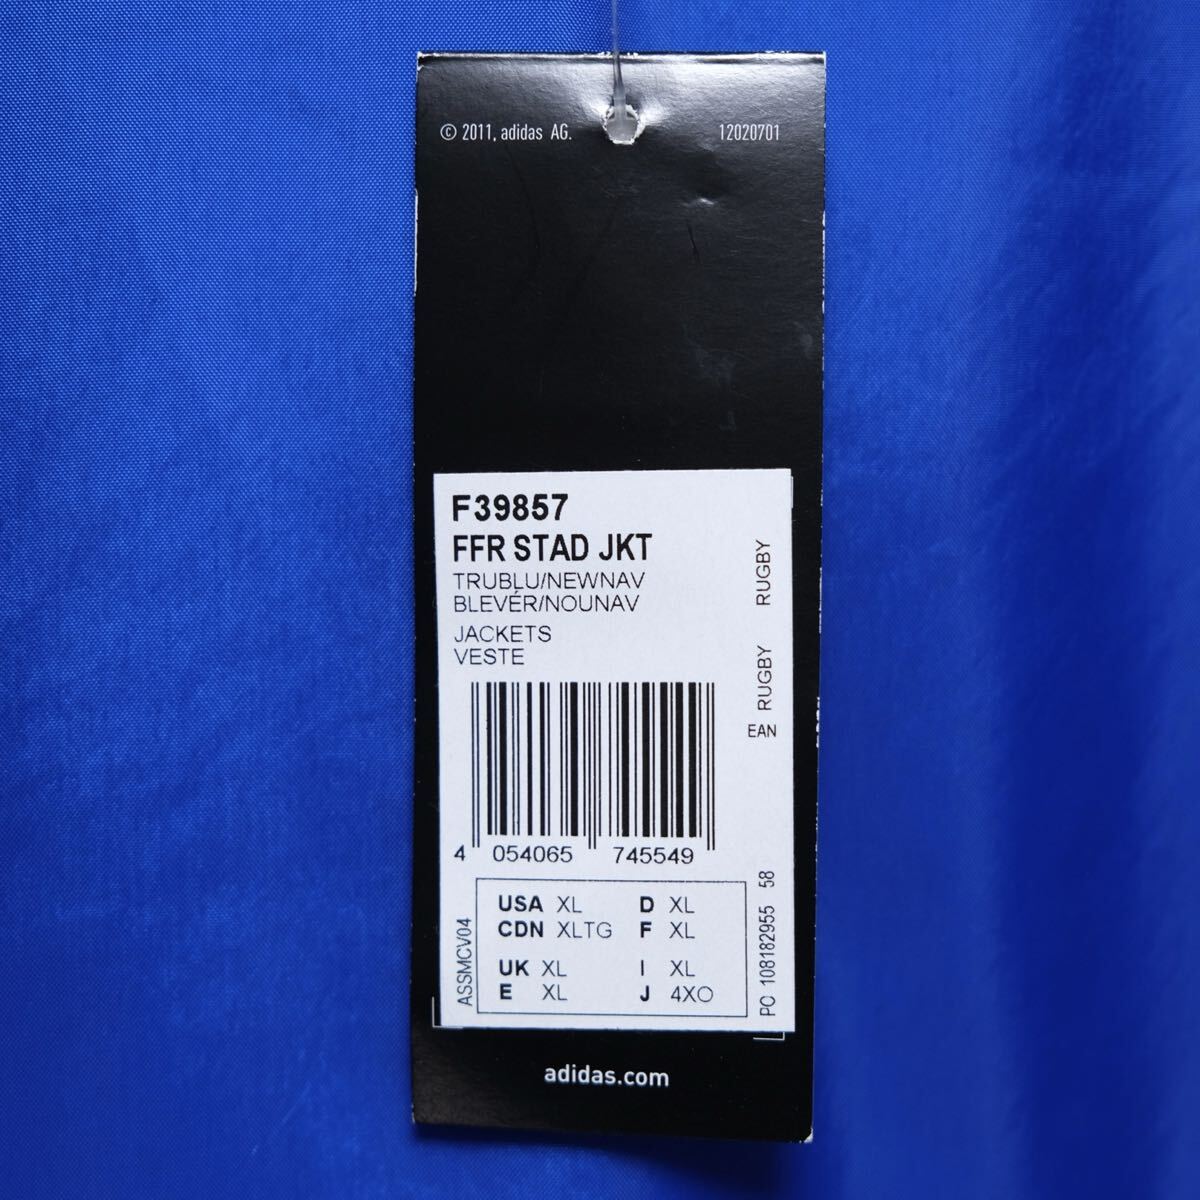 © 2011, adidas AG.
12020701
F39857
FFR STAD JKT
TRUBLU/NEWNAV
BLEVÉR/NOUNAV
JACKETS
VESTE
RUGBY RUGBY
EAN
4 054065 745549
USA XL D XL
CDN XLTG F XL
UK XL I XL
E XL J 4XO
ASSMCV04
PO 108182955 58
adidas.com